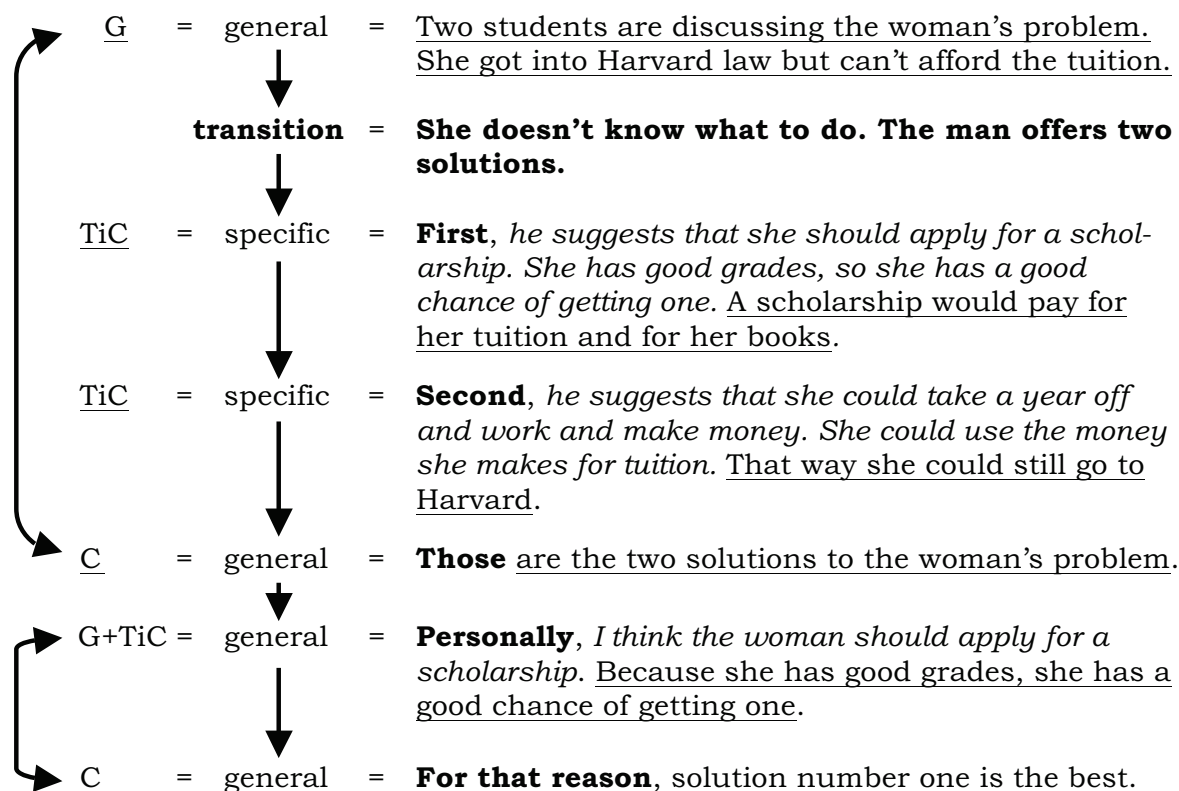 G = general = Two students are discussing the woman’s problem.
She got into Harvard law but can’t afford the tuition.
transition = She doesn’t know what to do. The man offers two
solutions.
TiC = specific = First, he suggests that she should apply for a schol-
arship. She has good grades, so she has a good
chance of getting one. A scholarship would pay for
her tuition and for her books.
TiC = specific = Second, he suggests that she could take a year off
and work and make money. She could use the money
she makes for tuition. That way she could still go to
Harvard.
C = general = Those are the two solutions to the woman’s problem.
G+TiC = general = Personally, I think the woman should apply for a
scholarship. Because she has good grades, she has a
good chance of getting one.
C = general = For that reason, solution number one is the best.